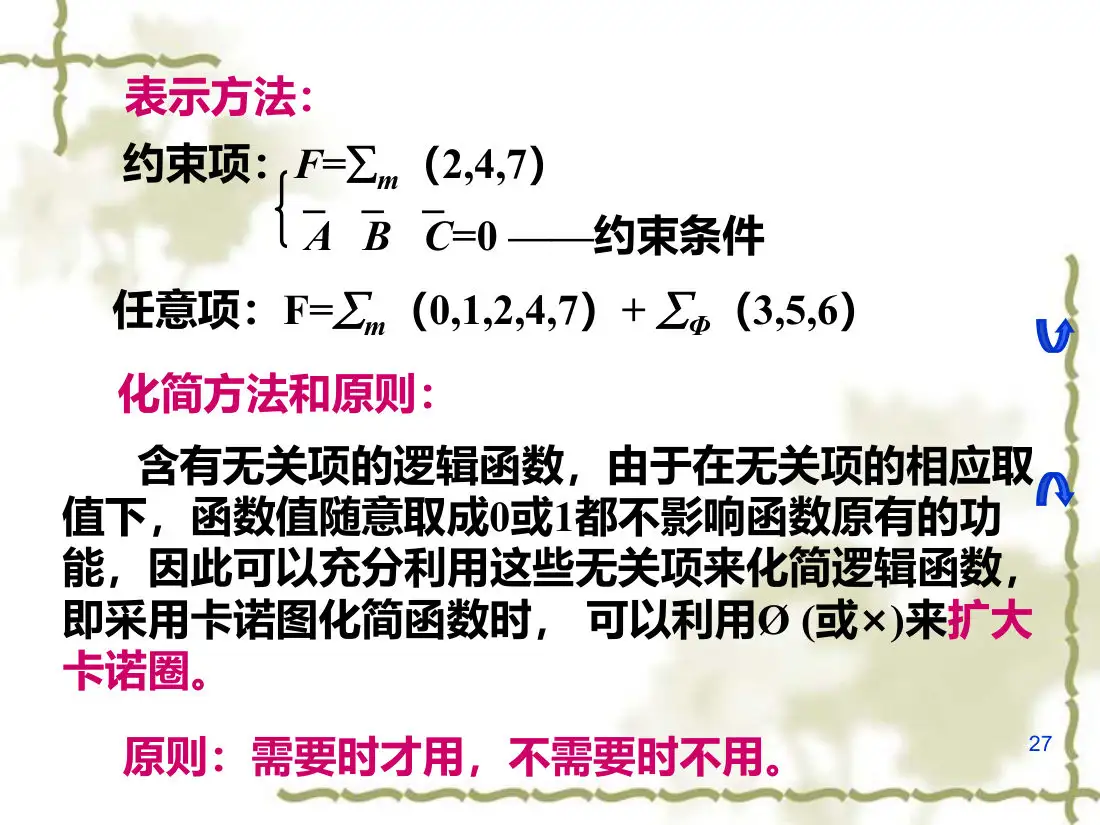 表示方法：
约束项：F=∑m（2,4,7）
A̅ B̅ C̅=0 ——约束条件
任意项：F=∑m（0,1,2,4,7）+ ∑Φ（3,5,6）
化简方法和原则：
含有无关项的逻辑函数，由于在无关项的相应取
值下，函数值随意取成0或1都不影响函数原有的功
能，因此可以充分利用这些无关项来化简逻辑函数，
即采用卡诺图化简函数时， 可以利用Ø (或×)来扩大
卡诺圈。
原则：需要时才用，不需要时不用。
27